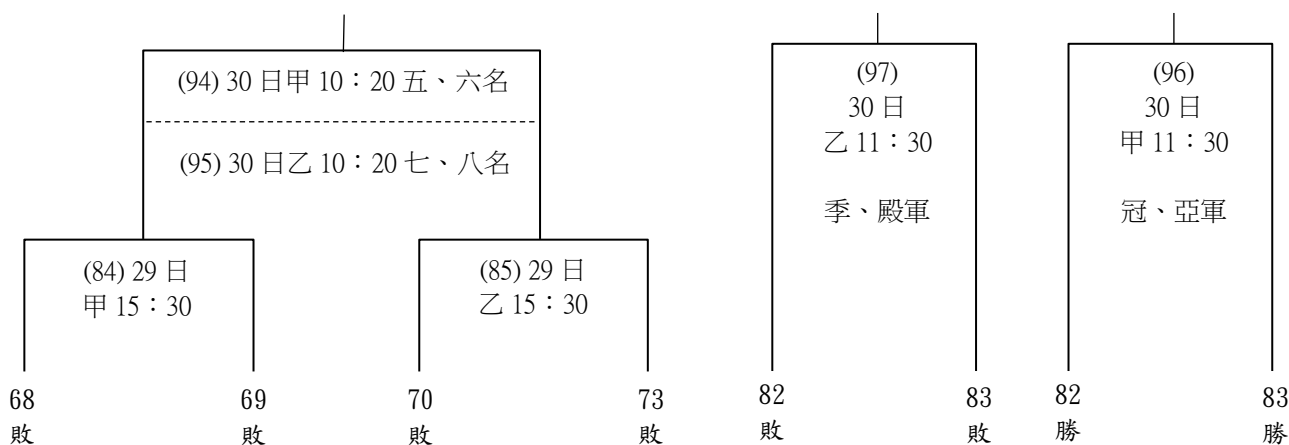 (94) 30 日甲 10：20 五、六名
(95) 30 日乙 10：20 七、八名
(84) 29 日
甲 15：30
(85) 29 日
乙 15：30
68
敗
69
敗
70
敗
73
敗
(97)
30 日
乙 11：30
季、殿軍
82
敗
83
敗
(96)
30 日
甲 11：30
冠、亞軍
82
勝
83
勝